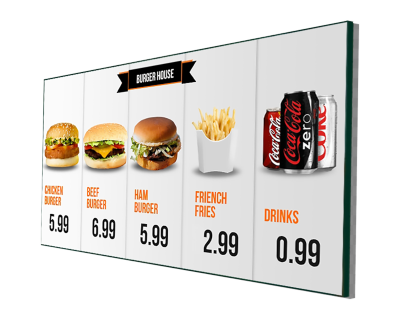 BURGER HOUSE
CHICKEN
BURGER
5.99
BEEF
BURGER
6.99
HAM
BURGER
5.99
FRIENCH
FRIES
2.99
DRINKS
0.99
Coca-Cola
Coca-Cola
zero
Coke